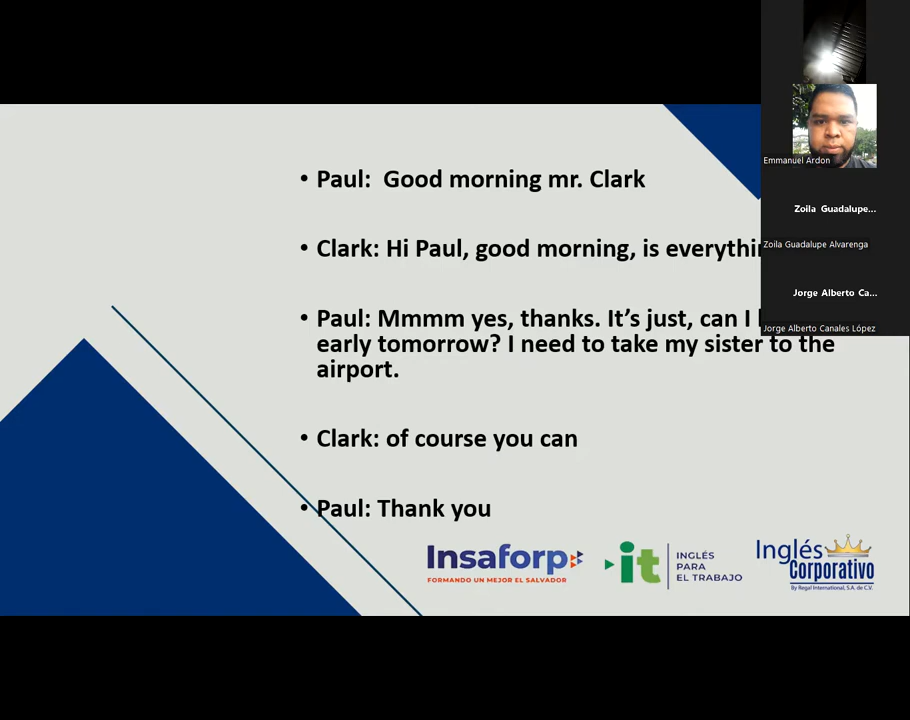 • Paul:  Good morning mr. Clark
• Clark: Hi Paul, good morning, is
• Paul: Mmmm yes, thanks. It's just, can I
early tomorrow? I need to take my sister to the
airport.
• Clark: of course you can
• Paul: Thank you
Emmanuel Ardon
Zoila Guadalupe...
Zoila Guadalupe Alvarenga
Jorge Alberto Ca...
Jorge Alberto Canales López
Insaforp
FORMANDO UN MEJOR EL SALVADOR
it
INGLÉS
PARA
EL TRABAJO
Inglés
Corporativo
By Regal International, S.A. de C.V.